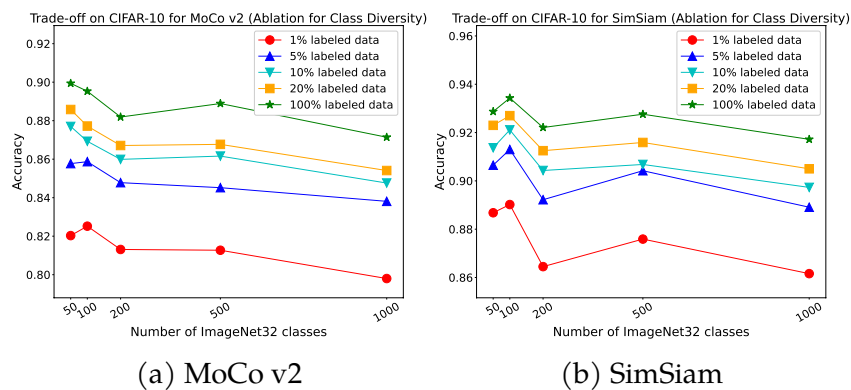 Trade-off on CIFAR-10 for MoCo v2 (Ablation for Class Diversity)
0.92
0.90
0.88
0.86
0.84
0.82
0.80
Accuracy
1% labeled data
5% labeled data
10% labeled data
20% labeled data
100% labeled data
50
100
200
500
1000
Number of ImageNet32 classes
(a) MoCo v2
Trade-off on CIFAR-10 for SimSiam (Ablation for Class Diversity)
0.96
0.94
0.92
0.90
0.88
0.86
Accuracy
1% labeled data
5% labeled data
10% labeled data
20% labeled data
100% labeled data
50
100
200
500
1000
Number of ImageNet32 classes
(b) SimSiam